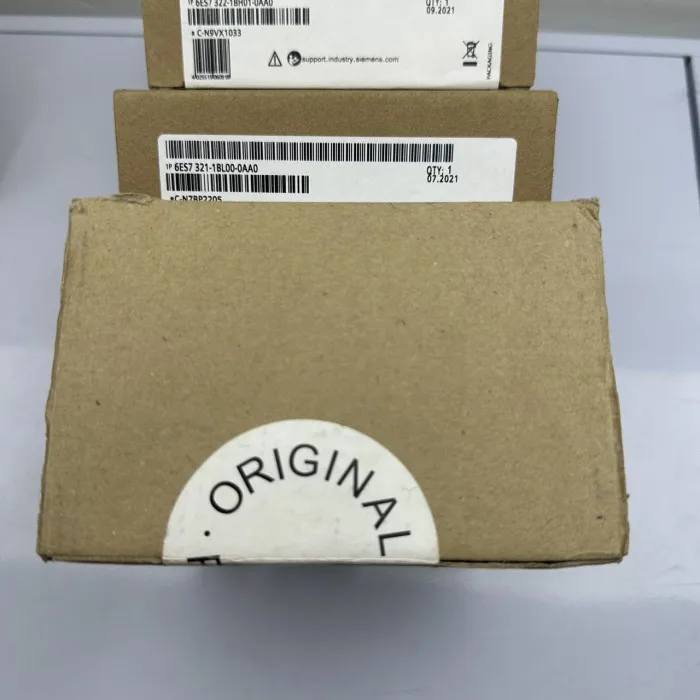 1P 6ES7 322-1BH01-0AA0
QTY: 1
09.2021
*C-N9VX1033
support.industry.siemens.com
PACKAGING
1P 6ES7 321-1BL00-0AA0
QTY: 1
07.2021
*C-N7BP2205
· ORIGINAL